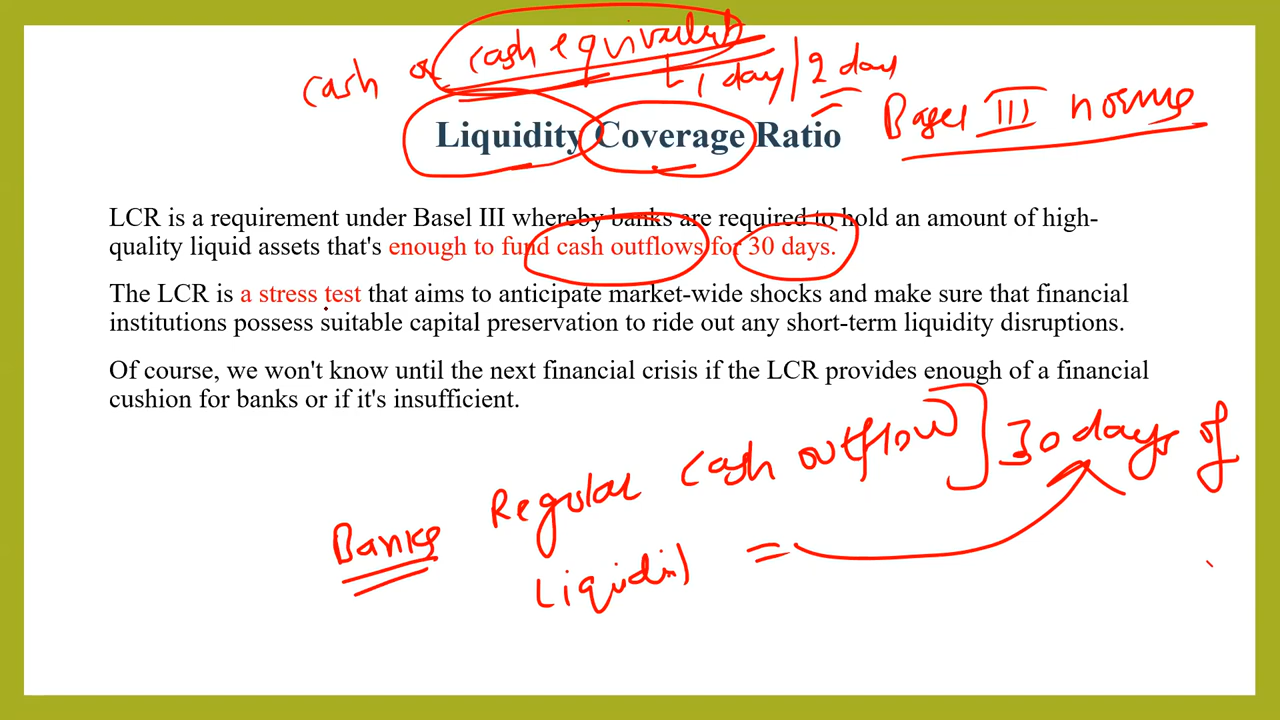 cash or cash equivalents
1 day / 2 day
Basel III norms
Liquidity Coverage Ratio
LCR is a requirement under Basel III whereby banks are required to hold an amount of high-
quality liquid assets that's enough to fund cash outflows for 30 days.
The LCR is a stress test that aims to anticipate market-wide shocks and make sure that financial
institutions possess suitable capital preservation to ride out any short-term liquidity disruptions.
Of course, we won't know until the next financial crisis if the LCR provides enough of a financial
cushion for banks or if it's insufficient.
Banks Regular cash outflow] 30 days of
=